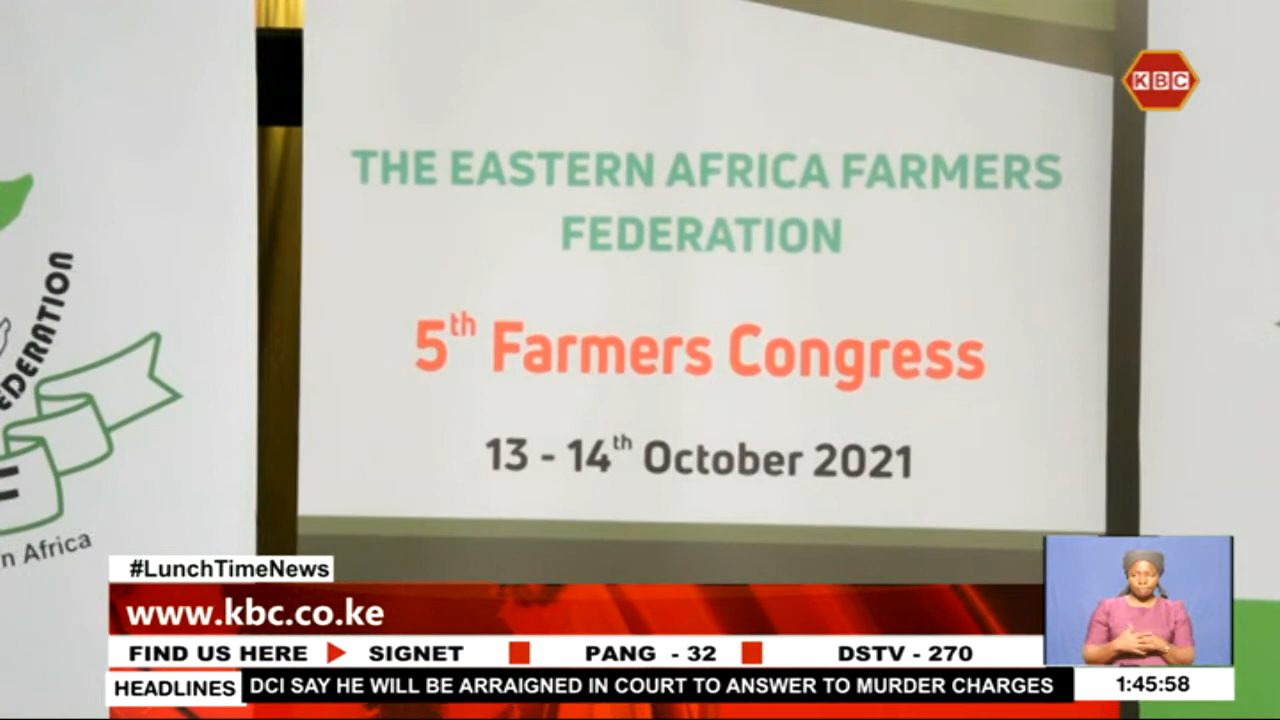 KBC
THE EASTERN AFRICA FARMERS
FEDERATION
5th Farmers Congress
13 - 14th October 2021
n Africa
#LunchTimeNews
www.kbc.co.ke
FIND US HERE SIGNET PANG - 32 DSTV - 270
HEADLINES DCI SAY HE WILL BE ARRAIGNED IN COURT TO ANSWER TO MURDER CHARGES 1:45:58